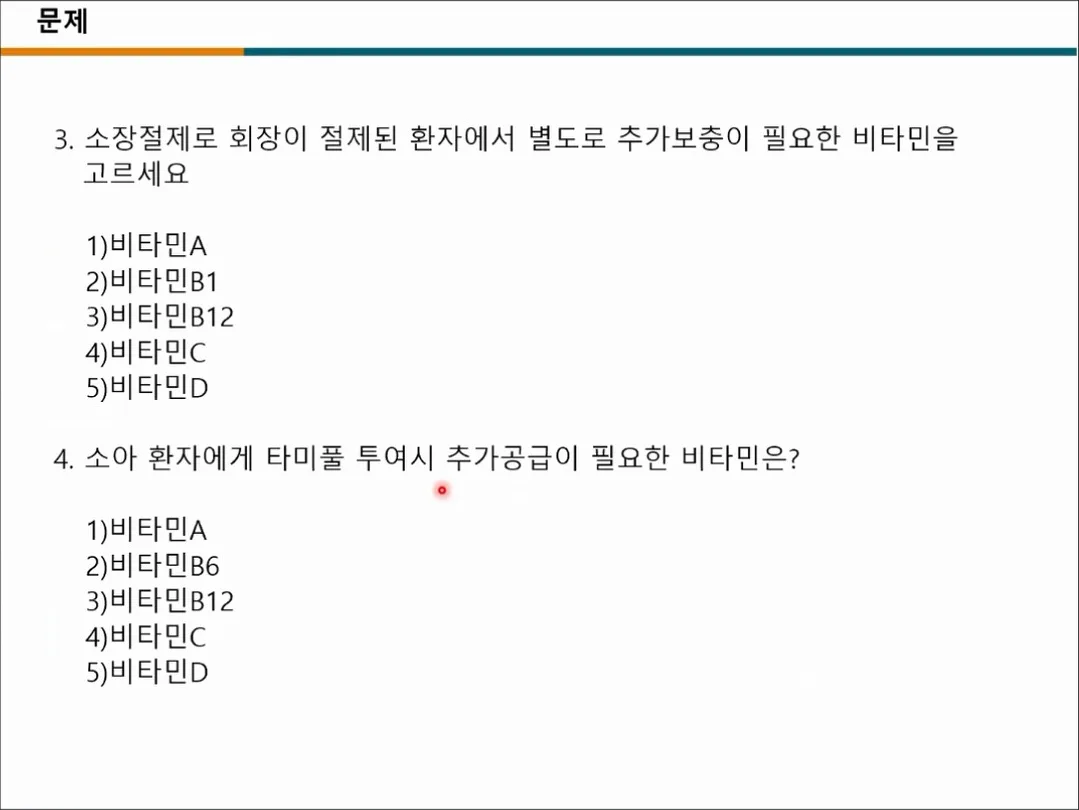 문제
3. 소장절제로 회장이 절제된 환자에서 별도로 추가보충이 필요한 비타민을
고르세요
1)비타민A
2)비타민B1
3)비타민B12
4)비타민C
5)비타민D
4. 소아 환자에게 타미풀 투여시 추가공급이 필요한 비타민은?
1)비타민A
2)비타민B6
3)비타민B12
4)비타민C
5)비타민D